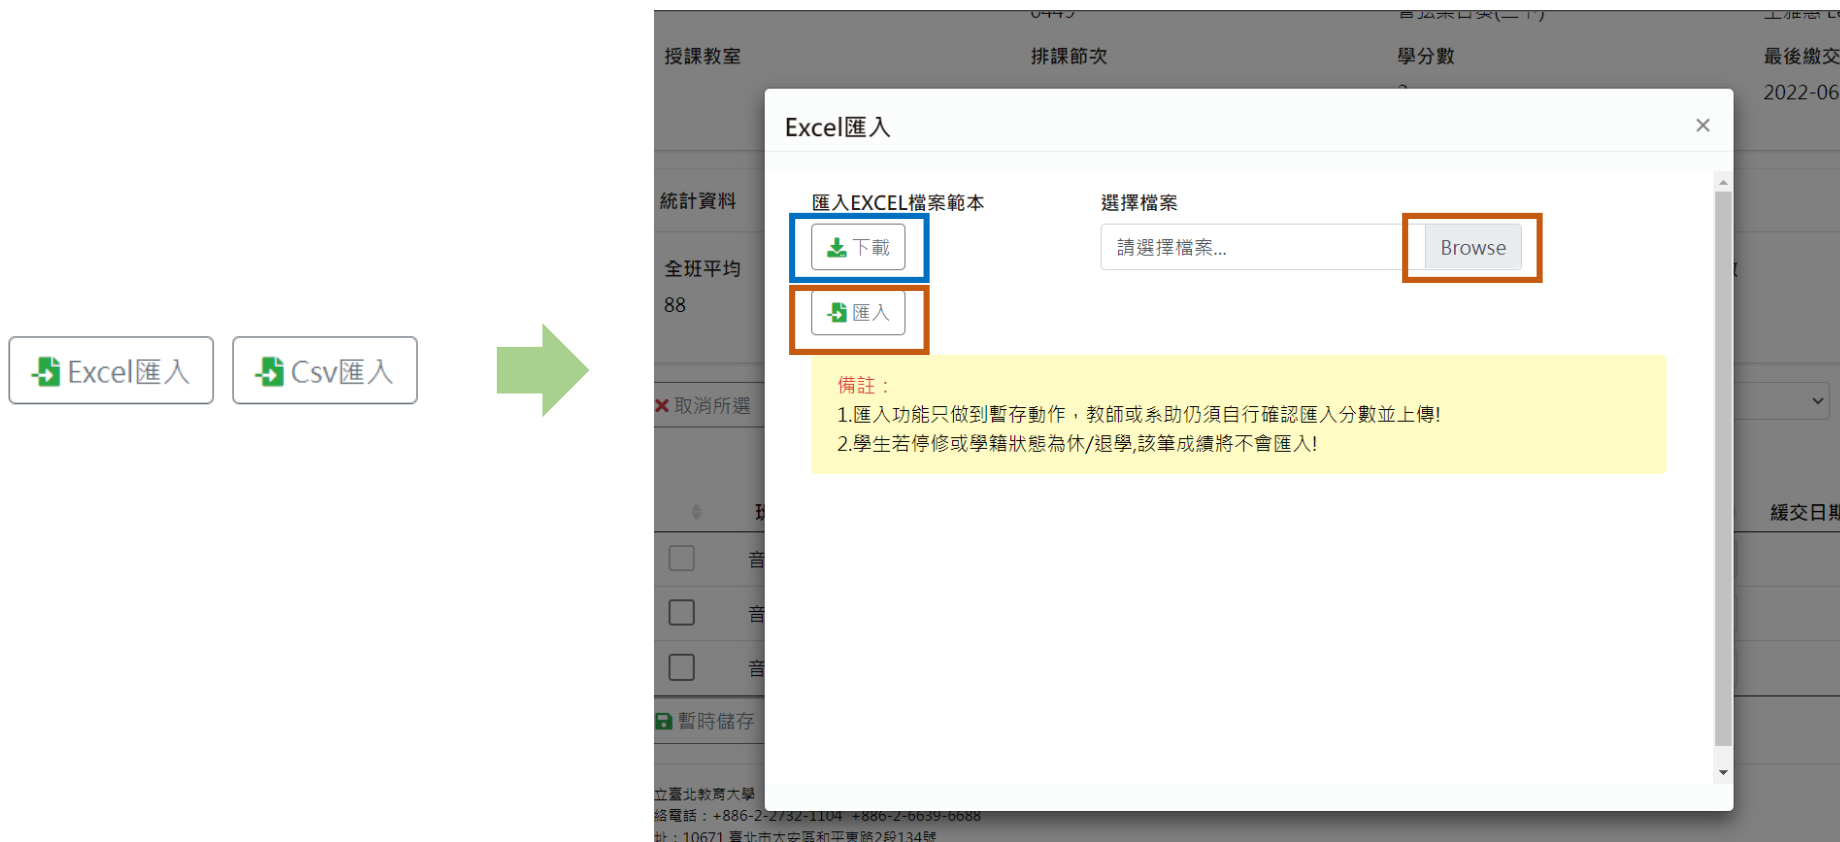 Excel匯入
Csv匯入
授課教室
排課節次
學分數
最後繳交
2022-06
Excel匯入
×
統計資料
匯入EXCEL檔案範本
選擇檔案
下載
請選擇檔案...
Browse
全班平均
88
匯入
備註：
1.匯入功能只做到暫存動作，教師或系助仍須自行確認匯入分數並上傳!
2.學生若停修或學籍狀態為休/退學,該筆成績將不會匯入!
取消所選
緩交日期
音
音
音
暫時儲存
立臺北教育大學
絡電話：+886-2-2732-1104 +886-2-6639-6688
址：10671 臺北市大安區和平東路2段134號